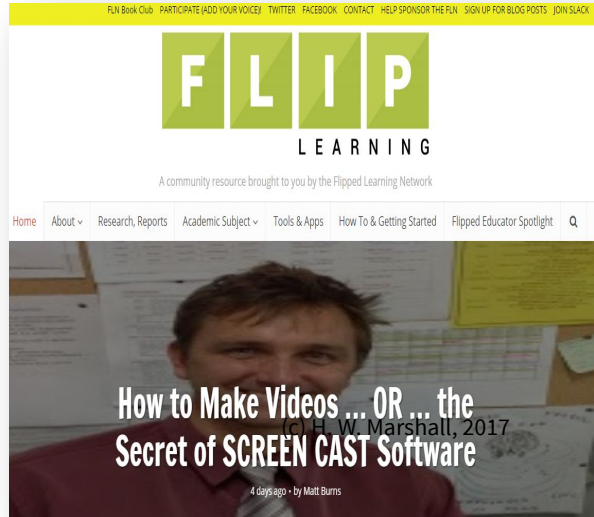 FLN Book Club PARTICIPATE (ADD YOUR VOICE)! TWITTER FACEBOOK CONTACT HELP SPONSOR THE FLN SIGN UP FOR BLOG POSTS JOIN SLACK
FLIP
LEARNING
A community resource brought to you by the Flipped Learning Network
Home About Research, Reports Academic Subject Tools & Apps How To & Getting Started Flipped Educator Spotlight
How to Make Videos ... OR ... the
(c) H. W. Marshall, 2017
Secret of SCREEN CAST Software
4 days ago • by Matt Burns